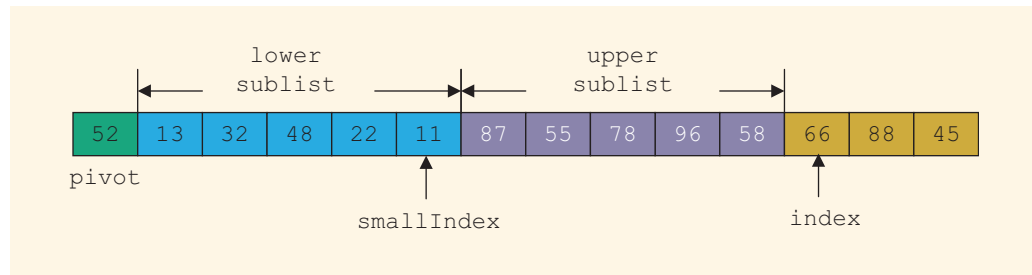 lower
sublist
upper
sublist
52 13 32 48 22 11 87 55 78 96 58 66 88 45
pivot
smallIndex
index